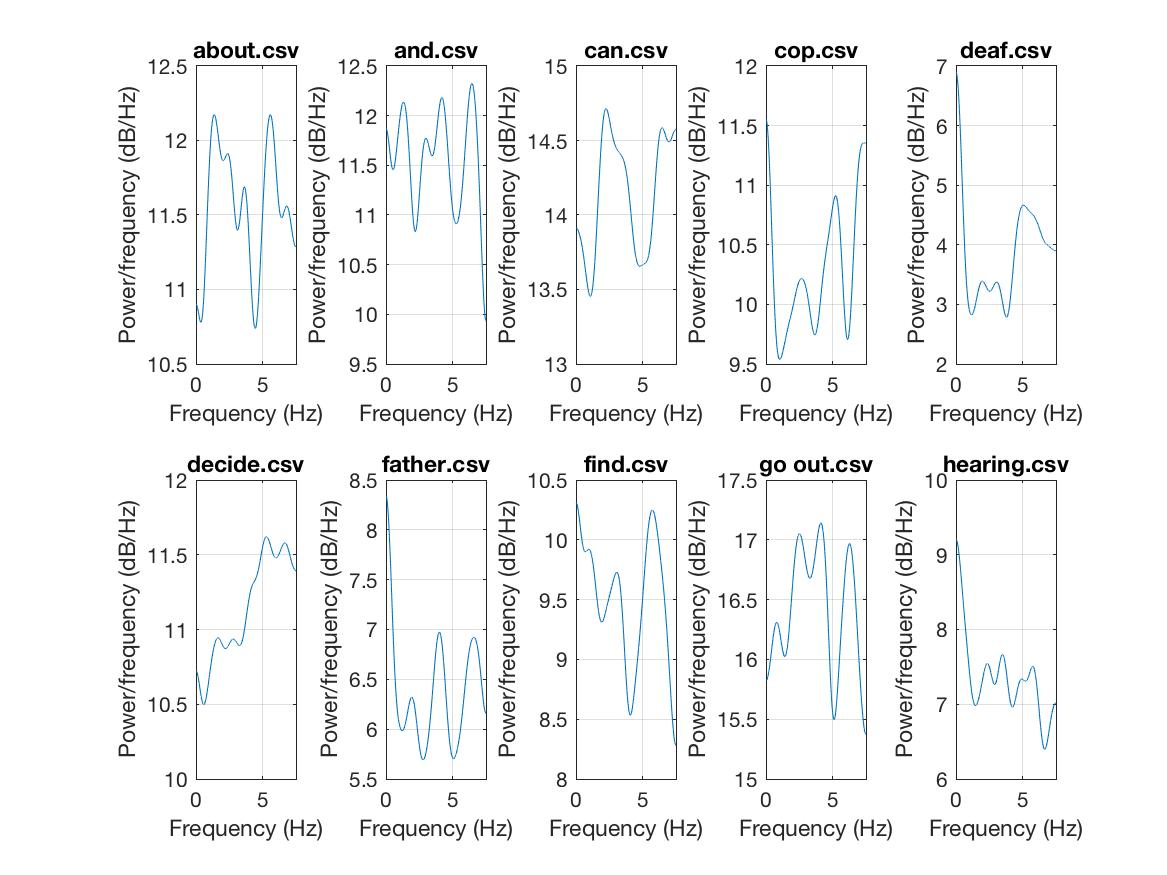 about.csv
12.5
12
11.5
11
10.5
0
5
Power/frequency (dB/Hz)
Frequency (Hz)
and.csv
12.5
12
11.5
11
10.5
10
9.5
0
5
Power/frequency (dB/Hz)
Frequency (Hz)
can.csv
15
14.5
14
13.5
13
0
5
Power/frequency (dB/Hz)
Frequency (Hz)
cop.csv
12
11.5
11
10.5
10
9.5
0
5
Power/frequency (dB/Hz)
Frequency (Hz)
deaf.csv
7
6
5
4
3
2
0
5
Power/frequency (dB/Hz)
Frequency (Hz)
decide.csv
12
11.5
11
10.5
10
0
5
Power/frequency (dB/Hz)
Frequency (Hz)
father.csv
8.5
8
7.5
7
6.5
6
5.5
0
5
Power/frequency (dB/Hz)
Frequency (Hz)
find.csv
10.5
10
9.5
9
8.5
8
0
5
Power/frequency (dB/Hz)
Frequency (Hz)
go out.csv
17.5
17
16.5
16
15.5
15
0
5
Power/frequency (dB/Hz)
Frequency (Hz)
hearing.csv
10
9
8
7
6
0
5
Power/frequency (dB/Hz)
Frequency (Hz)